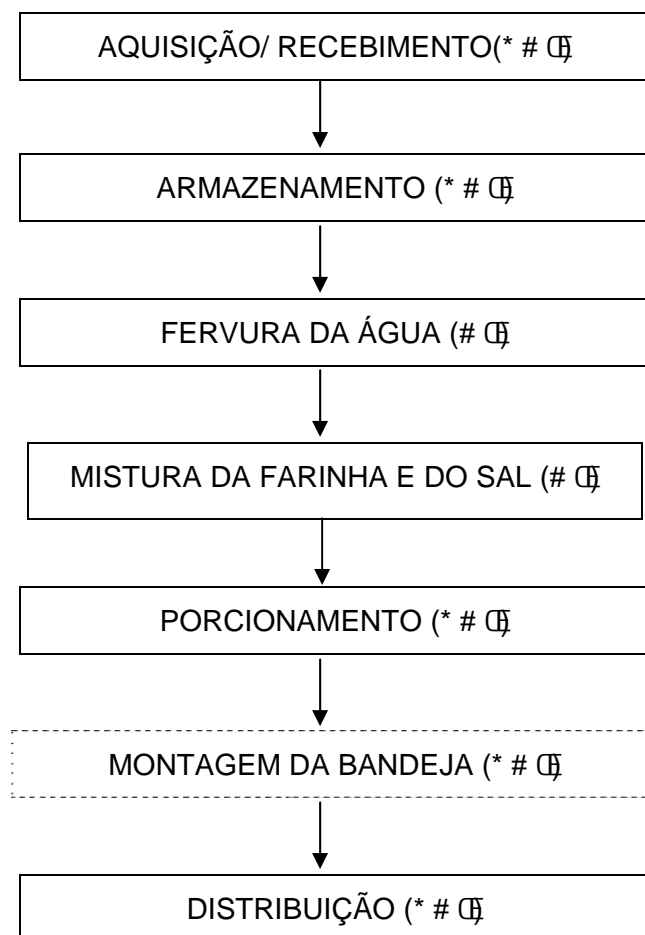 AQUISIÇÃO/ RECEBIMENTO(* #
ARMAZENAMENTO (* #
FERVURA DA ÁGUA (#
MISTURA DA FARINHA E DO SAL (#
PORCIONAMENTO (* #
MONTAGEM DA BANDEJA (* #
DISTRIBUIÇÃO (* #